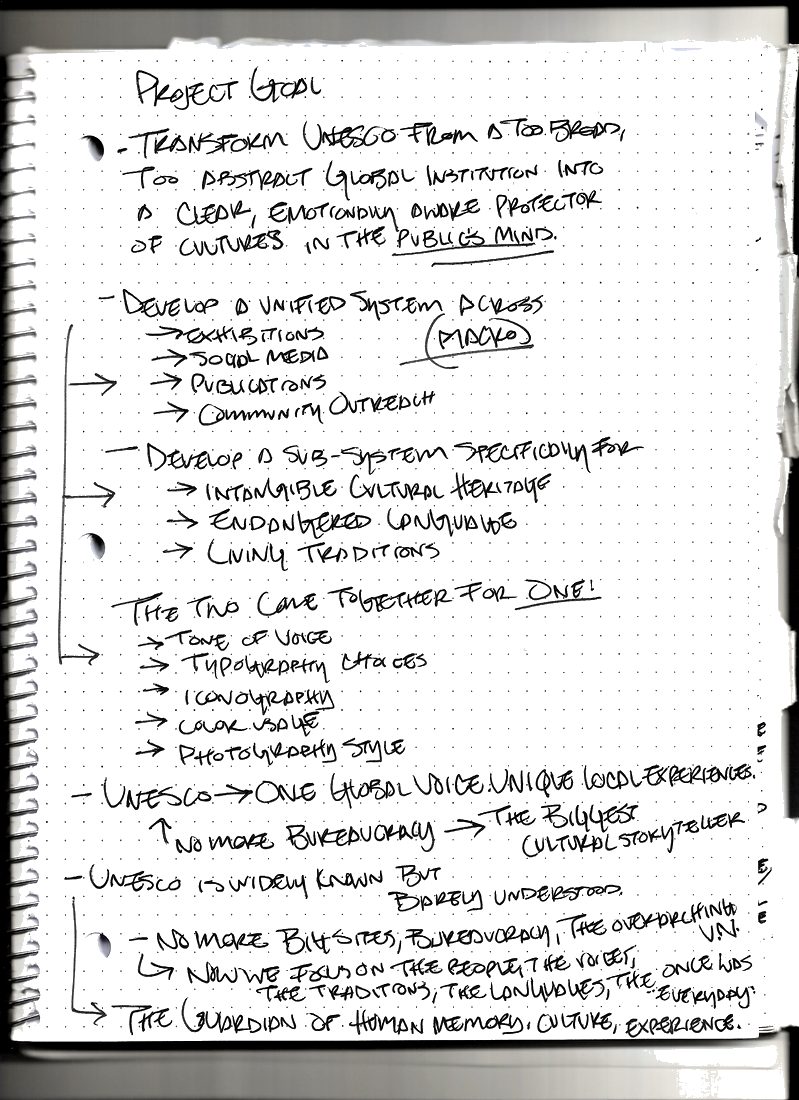 PROJECT GOAL
- TRANSFORM UNESCO FROM A TOO BROAD,
TOO ABSTRACT GLOBAL INSTITUTION INTO
A CLEAR, EMOTIONALLY AWARE PROTECTOR
OF CULTURES IN THE PUBLIC'S MIND.
- DEVELOP A UNIFIED SYSTEM ACROSS
→ EXHIBITIONS (MACRO)
→ SOCIAL MEDIA
→ PUBLICATIONS
→ COMMUNITY OUTREACH
- DEVELOP A SUB-SYSTEM SPECIFICALLY FOR
→ INTANGIBLE CULTURAL HERITAGE
→ ENDANGERED LANGUAGE
→ LIVING TRADITIONS
THE TWO COME TOGETHER FOR ONE!
→ TONE OF VOICE
→ TYPOGRAPHY CHOICES
→ ICONOGRAPHY
→ COLOR USAGE
→ PHOTOGRAPHY STYLE
- UNESCO → ONE GLOBAL VOICE. UNIQUE LOCAL EXPERIENCES.
↑ NO MORE BUREAUCRACY → THE BIGGEST
CULTURAL STORYTELLER
- UNESCO IS WIDELY KNOWN BUT
BARELY UNDERSTOOD.
- NO MORE BIG SITES, BUREAUCRACY, THE OVERARCHING
U.N.
↳ NOW WE FOCUS ON THE PEOPLE, THE VOICES,
THE TRADITIONS, THE LANGUAGES, THE ONCE WAS
"EVERYDAY."
→ THE GUARDIAN OF HUMAN MEMORY, CULTURE, EXPERIENCE.